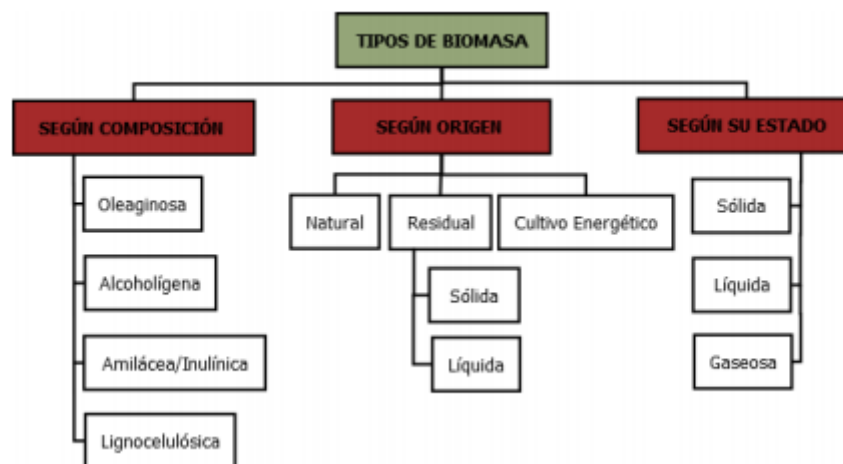 TIPOS DE BIOMASA
SEGÚN COMPOSICIÓN
Oleaginosa
Alcoholígena
Amilácea/Inulínica
Lignocelulósica
SEGÚN ORIGEN
Natural
Residual
Sólida
Líquida
Cultivo Energético
SEGÚN SU ESTADO
Sólida
Líquida
Gaseosa